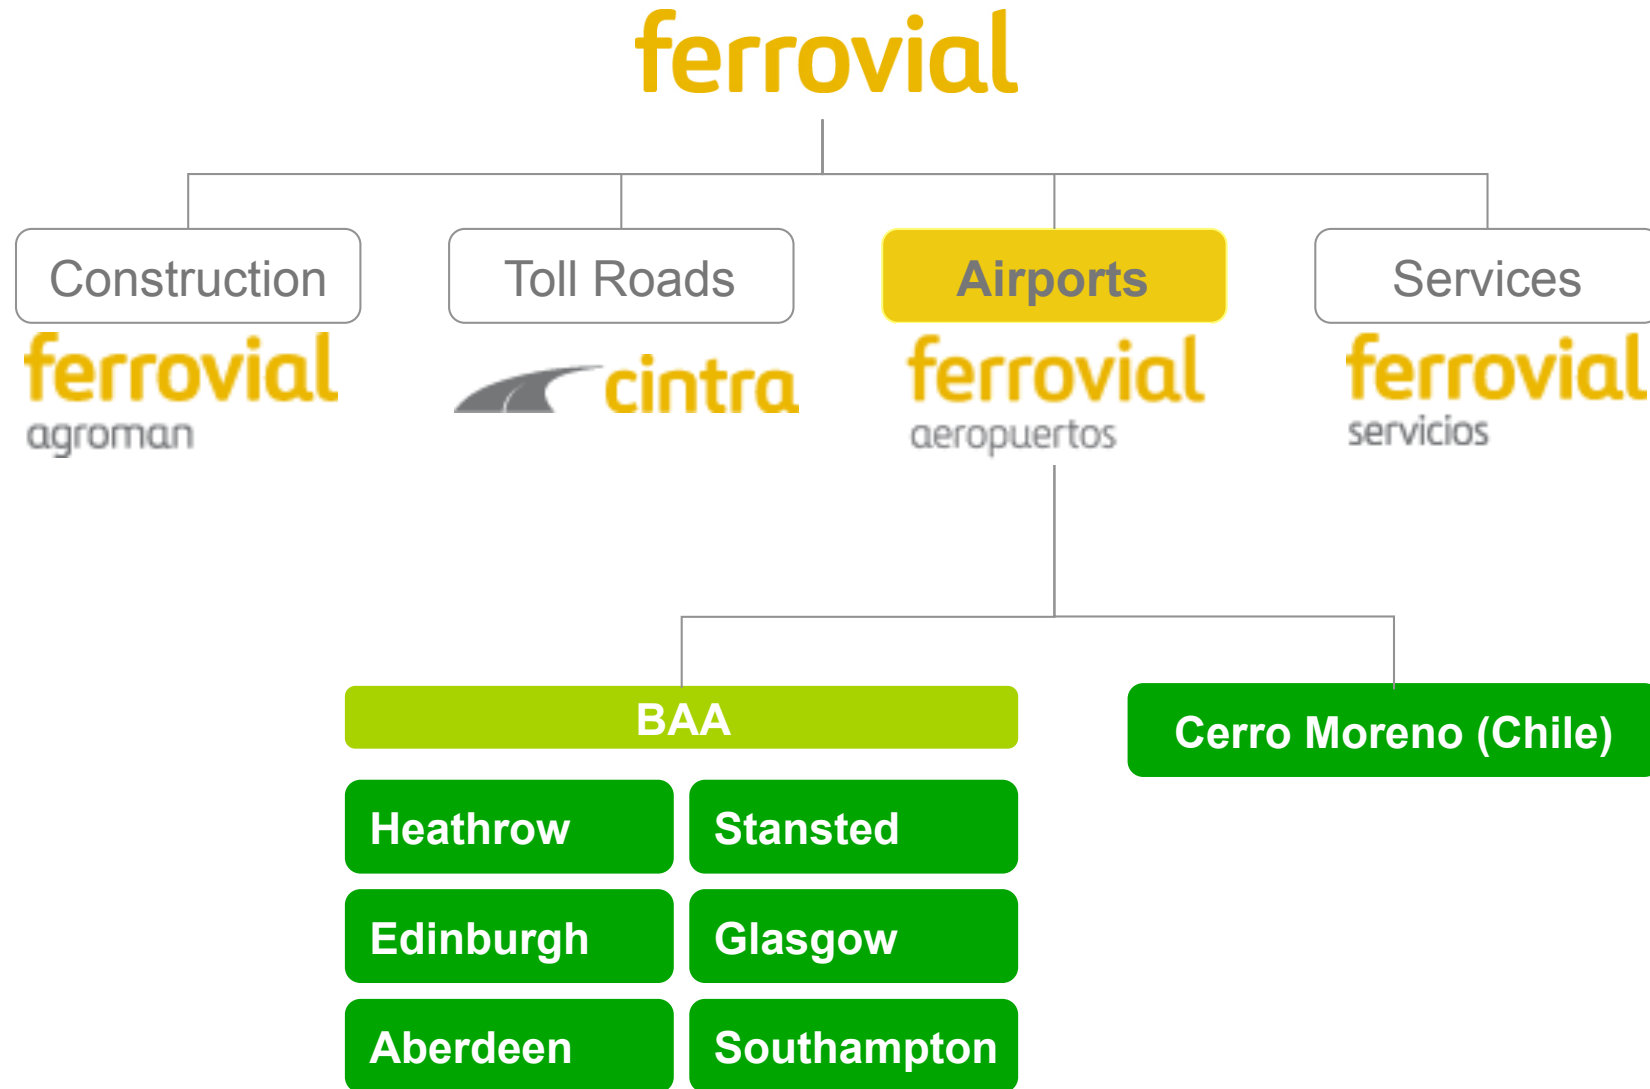 ferrovial
Construction
Toll Roads
Airports
Services
ferrovial
agroman
cintra
ferrovial
aeropuertos
ferrovial
servicios
BAA
Cerro Moreno (Chile)
Heathrow
Stansted
Edinburgh
Glasgow
Aberdeen
Southampton